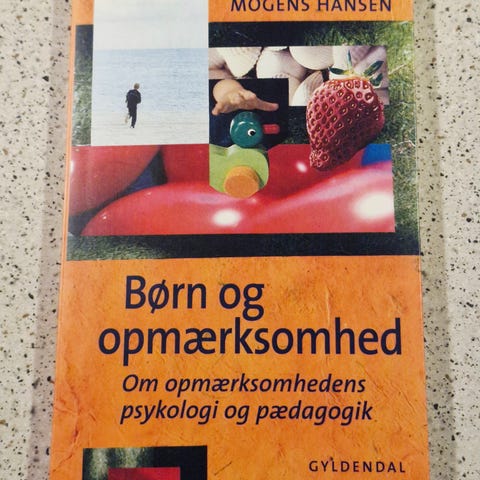 MOGENS HANSEN
Børn og
opmærksomhed
Om opmærksomhedens
psykologi og pædagogik
GYLDENDAL